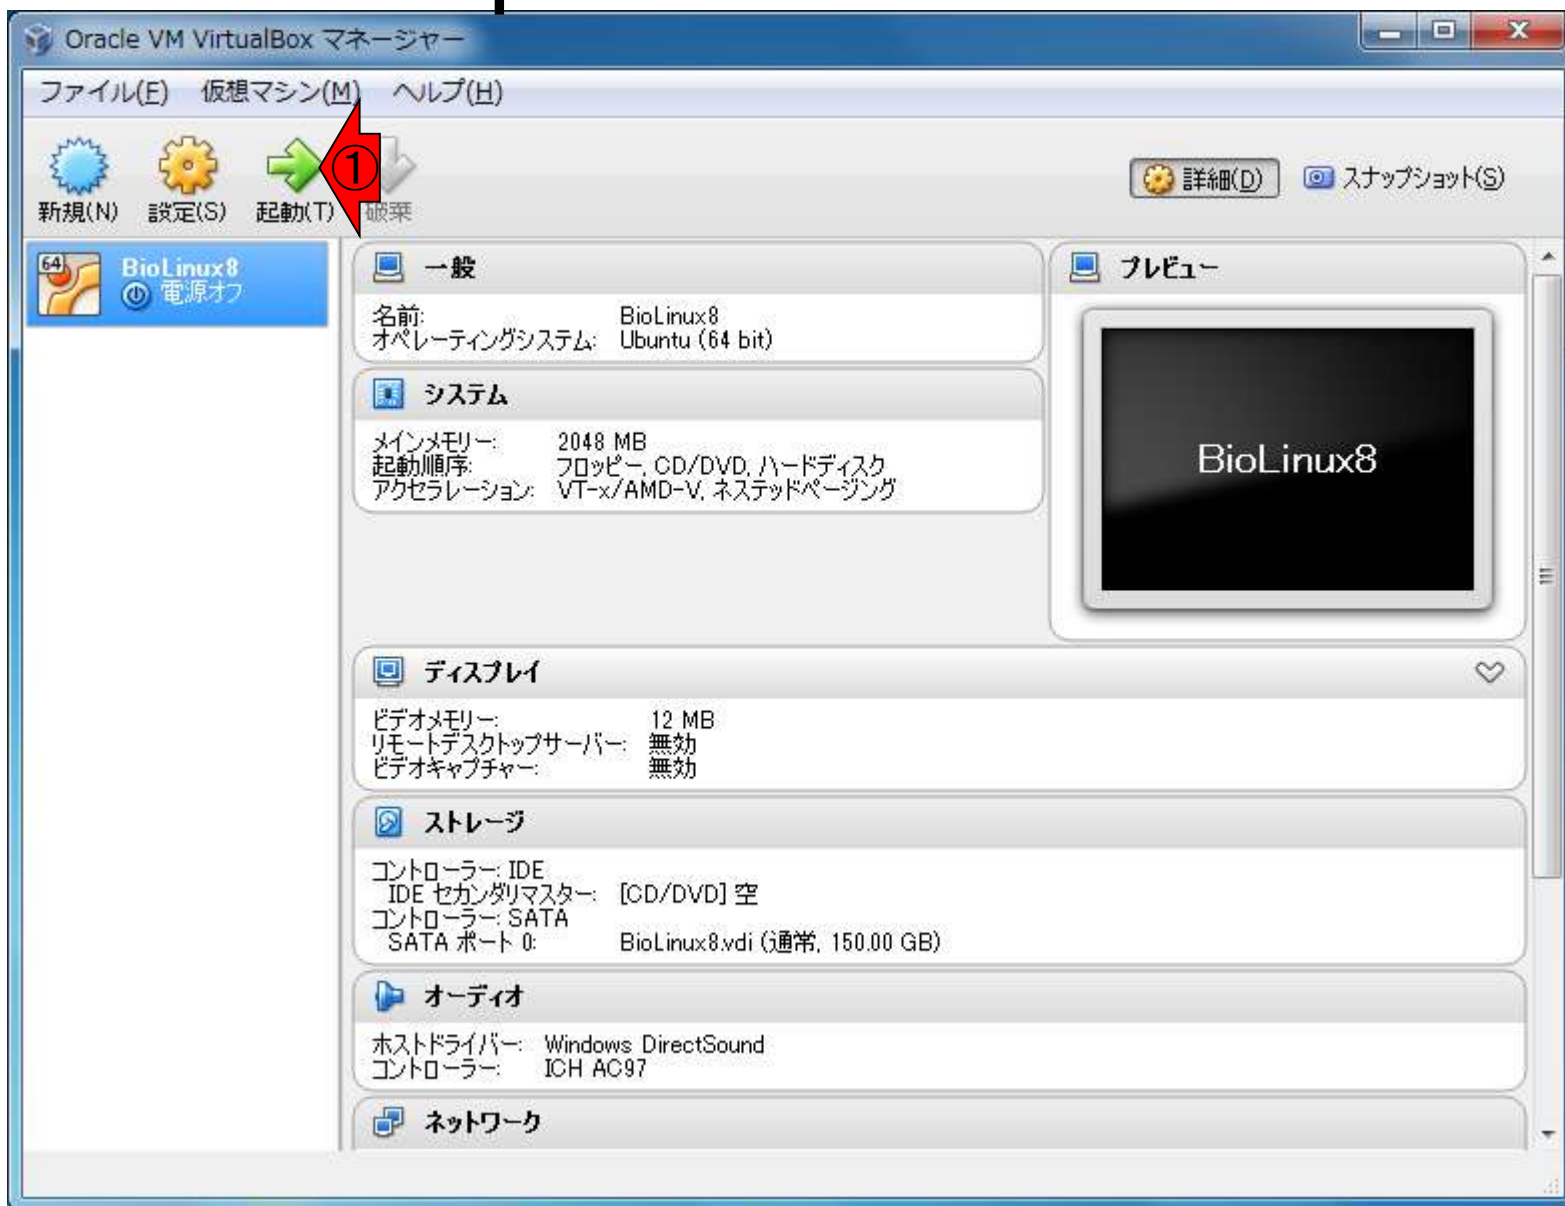 Oracle VM VirtualBox マネージャー
ファイル(F) 仮想マシン(M) ヘルプ(H)
①
新規(N) 設定(S) 起動(T) 破棄
詳細(D) スナップショット(S)
64
BioLinux8
電源オフ
一般
名前: BioLinux8
オペレーティングシステム: Ubuntu (64 bit)
システム
メインメモリー: 2048 MB
起動順序: フロッピー, CD/DVD, ハードディスク
アクセラレーション: VT-x/AMD-V, ネステッドページング
プレビュー
BioLinux8
ディスプレイ
ビデオメモリー: 12 MB
リモートデスクトップサーバー: 無効
ビデオキャプチャー: 無効
ストレージ
コントローラー: IDE
IDE セカンダリマスター: [CD/DVD] 空
コントローラー: SATA
SATA ポート 0: BioLinux8.vdi (通常, 150.00 GB)
オーディオ
ホストドライバー: Windows DirectSound
コントローラー: ICH AC97
ネットワーク